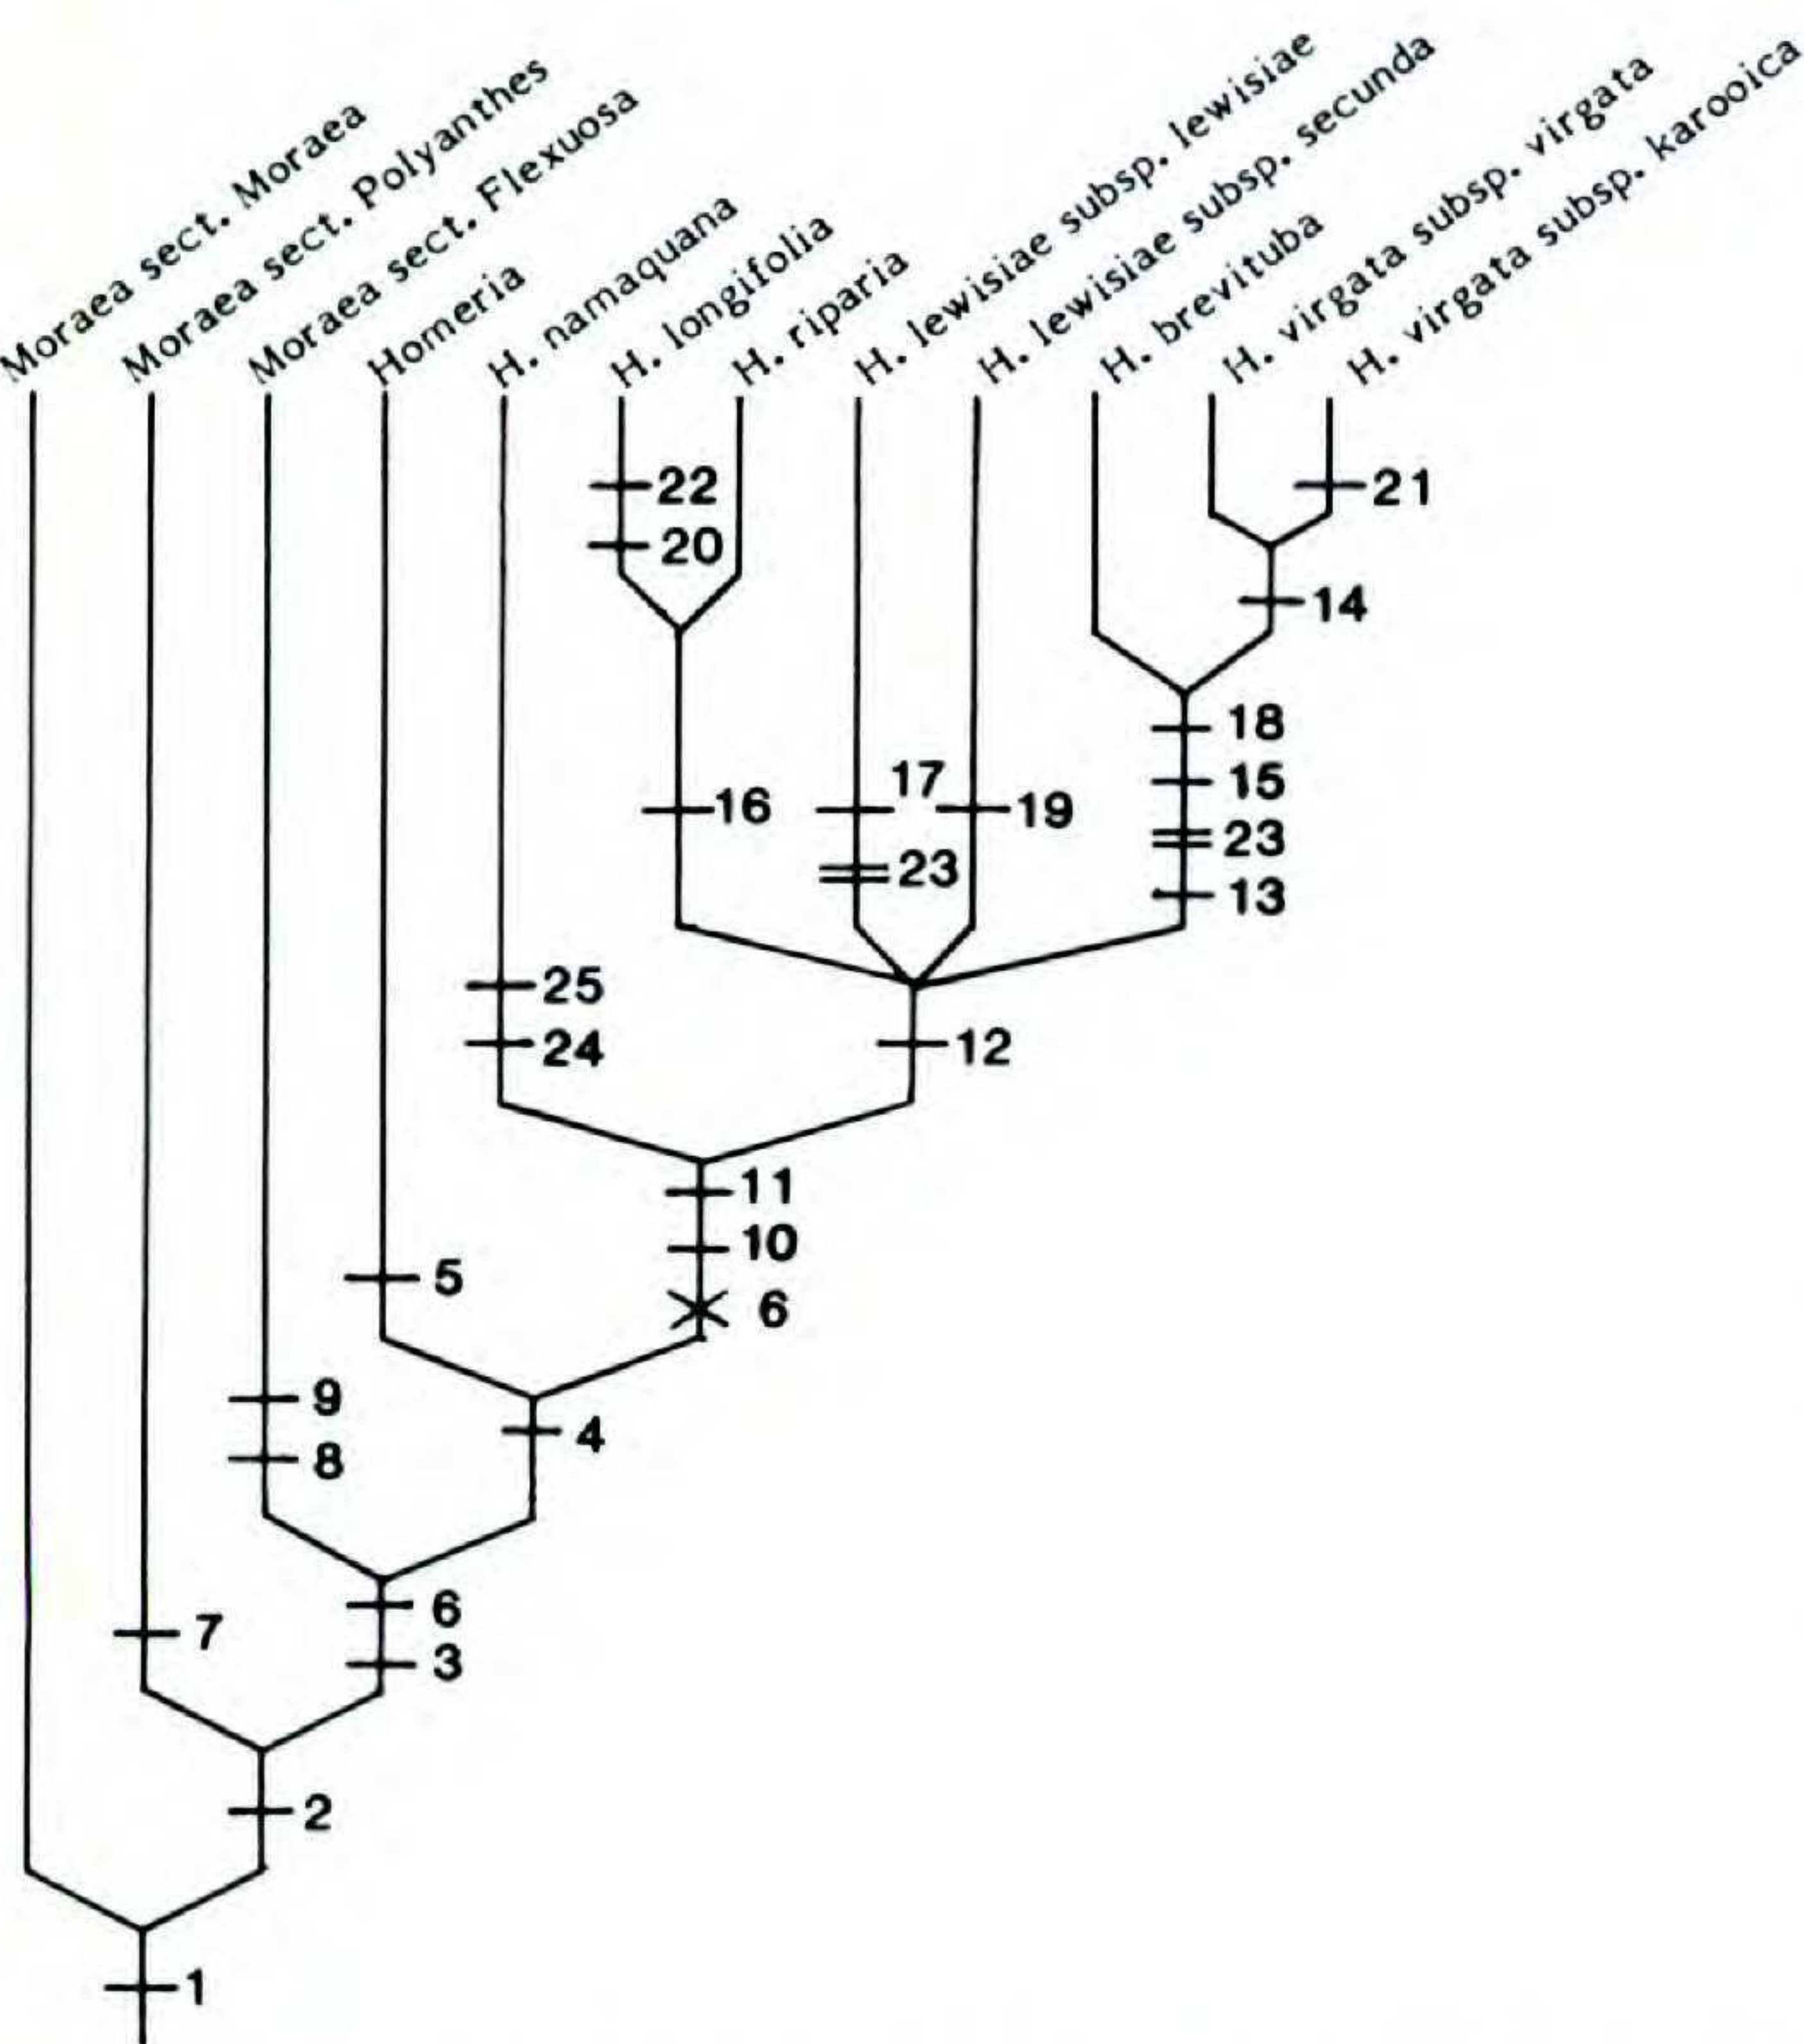 Moraea sect. Moraea
Moraea sect. Polyanthes
Moraea sect. Flexuosa
Homeria
H. namaquana
H. longifolia
H. riparia
H. lewisiae subsp. lewisiae
H. lewisiae subsp. secunda
H. brevituba
H. virgata subsp. virgata
H. virgata subsp. karooica
22
21
20
14
18
17
15
16
19
23
23
13
25
24
12
11
10
5
6
9
4
8
6
7
3
2
1